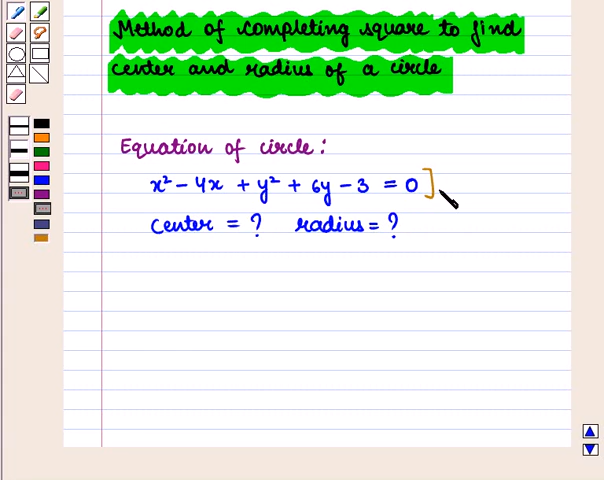 Method of completing square to find
center and radius of a circle
Equation of circle:
x² - 4x + y² + 6y - 3 = 0]
center = ? radius = ?